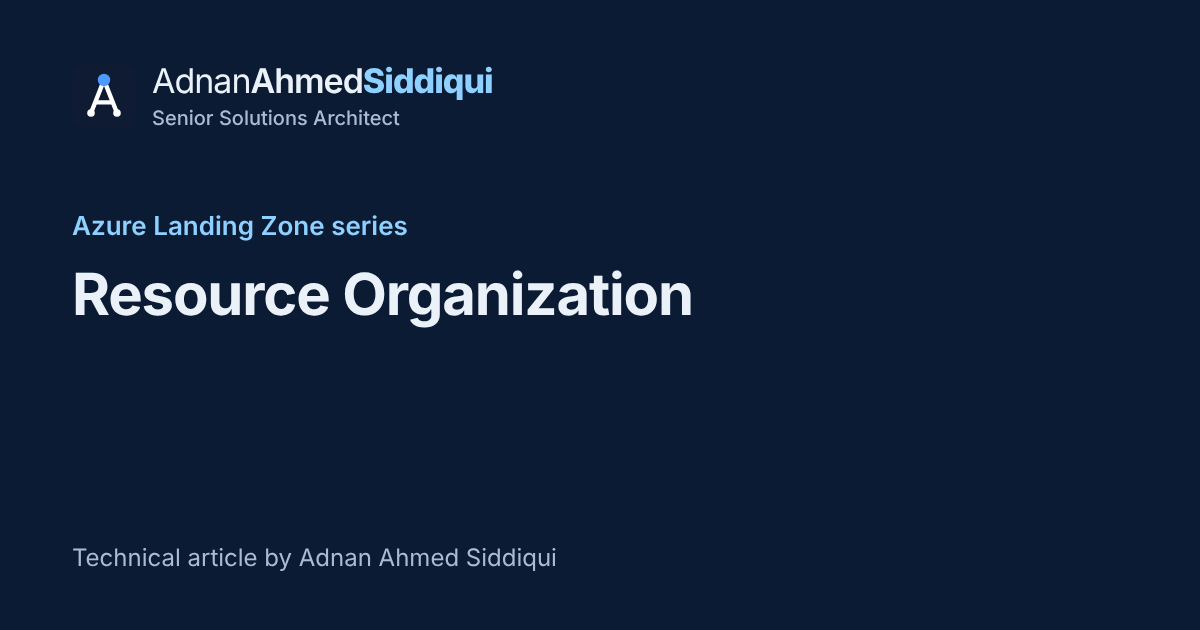 AdnanAhmedSiddiqui
Senior Solutions Architect
Azure Landing Zone series
Resource Organization
Technical article by Adnan Ahmed Siddiqui